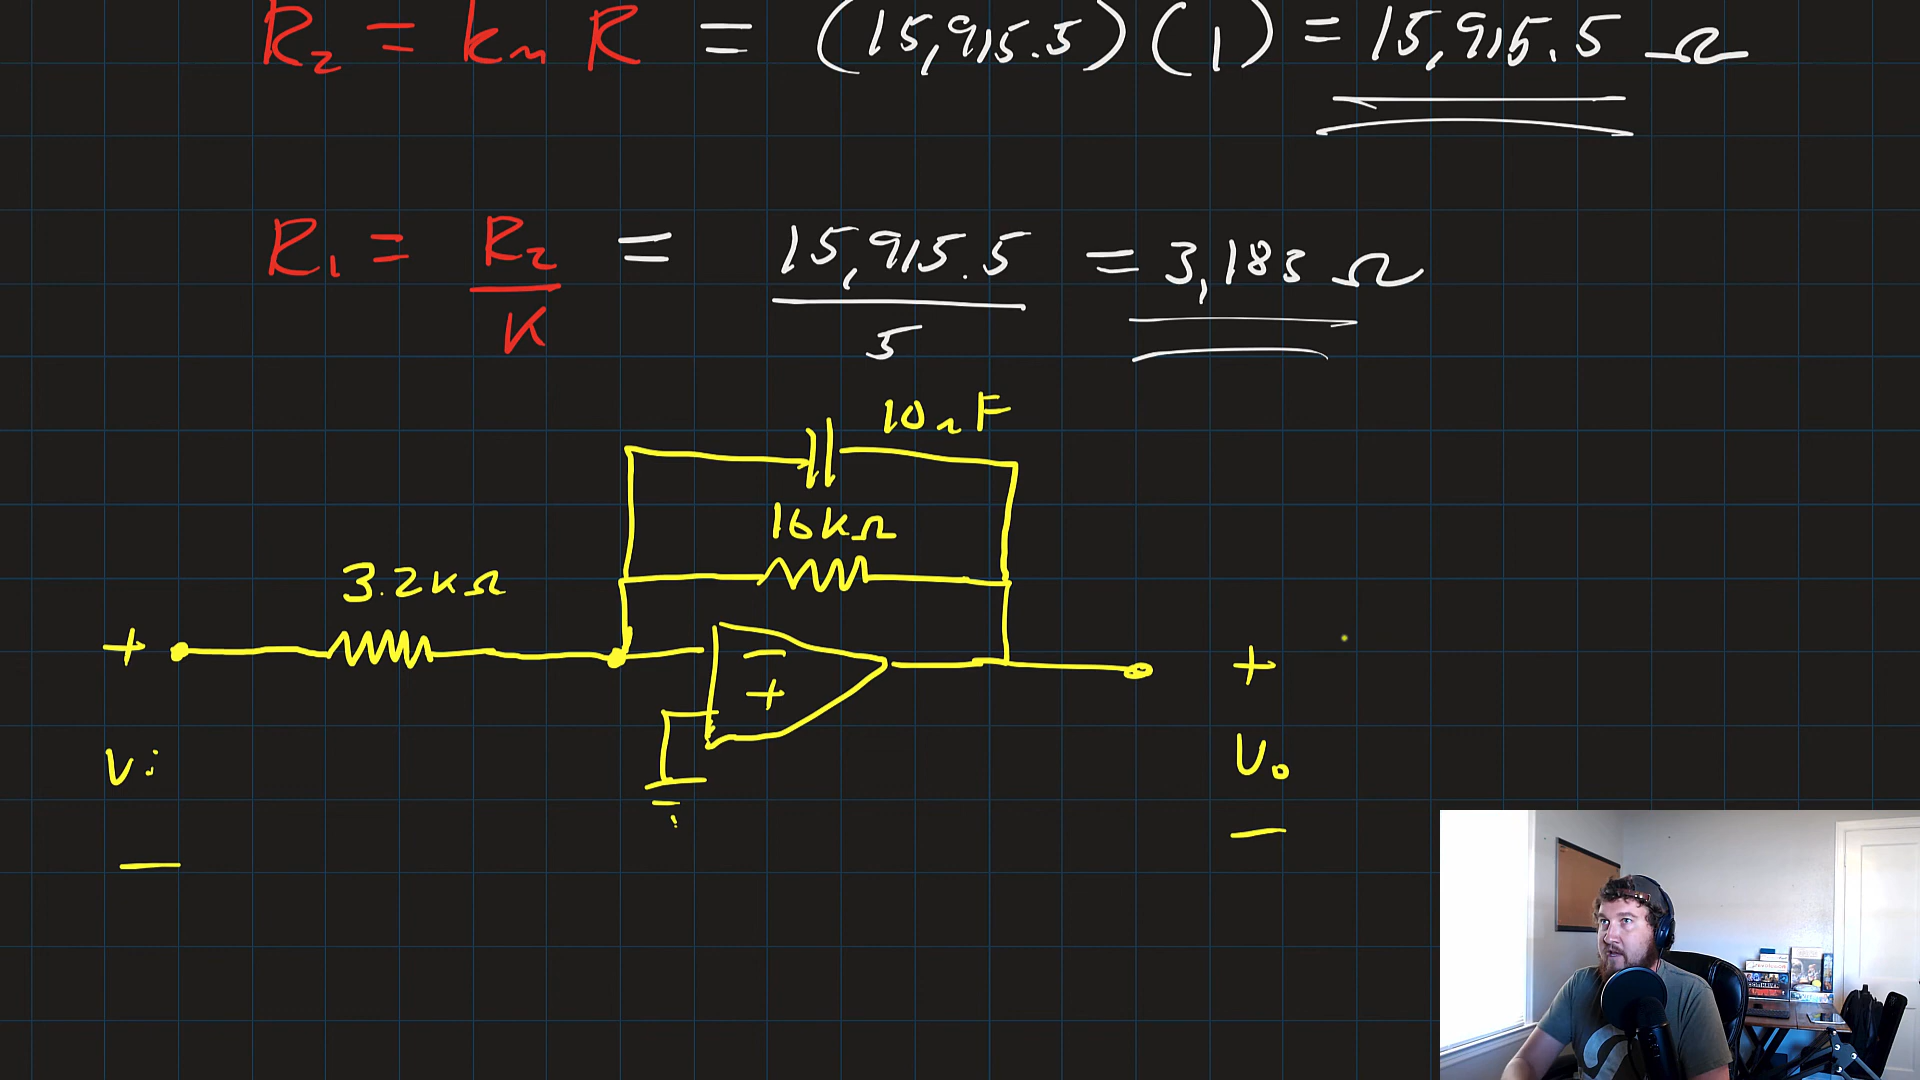 R₂ = kₘ R = (15,915.5)(1) = 15,915.5 Ω
R₁ = R₂/K = 15,915.5/5 = 3,183 Ω
10nF
16kΩ
3.2kΩ
+ − +
+
Vi
Vo
−
−